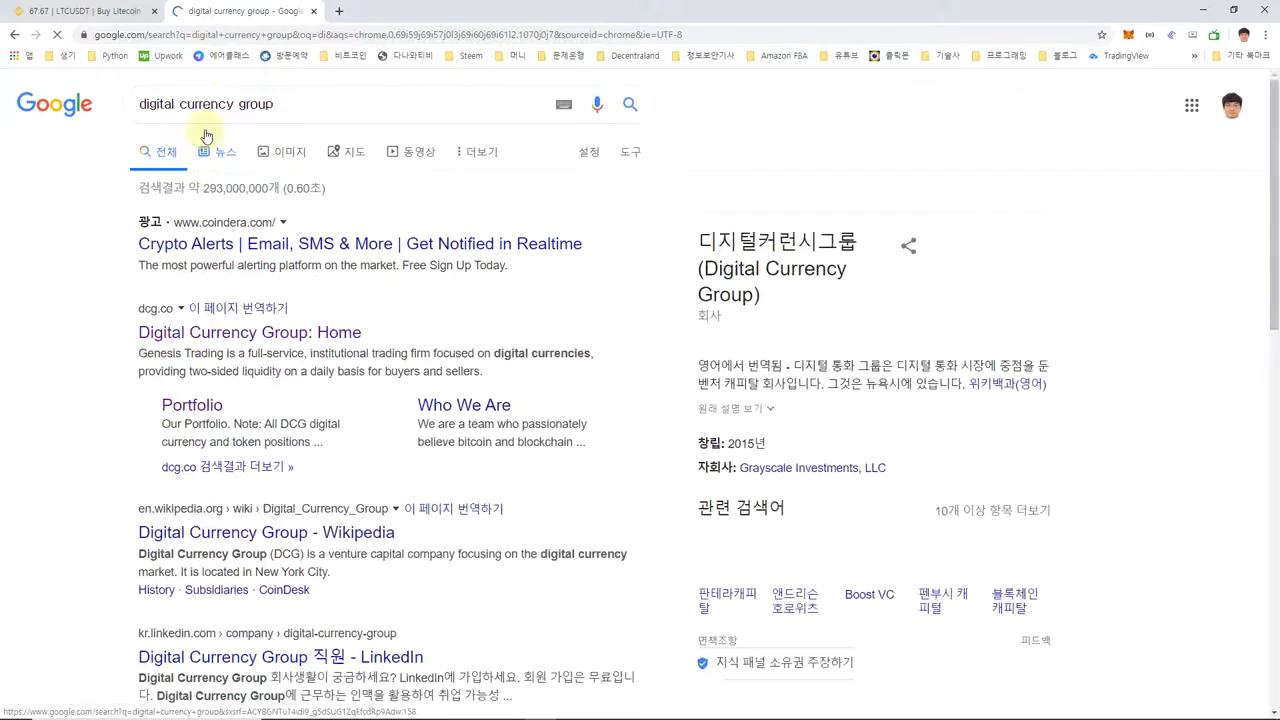 67.67 | LTCUSDT | Buy Litecoin
digital currency group - Google
google.com/search?q=digital+currency+group&oq=di&aqs=chrome.0.69i59j69i57j0l3j69i60j69i61l2.1070j0j7&sourceid=chrome&ie=UTF-8
앱 생기 Python Upwork 에어클래스 방문예약 비트코인 다나와티비 Steem 머니 문제은행 Decentraland 정보보안기사 Amazon FBA 클릭몬 기술사 프로그래밍 블로그 TradingView » 기타 북마크
Google
digital currency group
전체 뉴스 이미지 지도 동영상 더보기 설정 도구
검색결과 약 293,000,000개 (0.60초)
광고 · www.coindera.com/
Crypto Alerts | Email, SMS & More | Get Notified in Realtime
The most powerful alerting platform on the market. Free Sign Up Today.
dcg.co 이 페이지 번역하기
Digital Currency Group: Home
Genesis Trading is a full-service, institutional trading firm focused on digital currencies,
providing two-sided liquidity on a daily basis for buyers and sellers.
Portfolio
Our Portfolio. Note: All DCG digital
currency and token positions ...
Who We Are
We are a team who passionately
believe bitcoin and blockchain ...
dcg.co 검색결과 더보기 »
en.wikipedia.org › wiki › Digital_Currency_Group 이 페이지 번역하기
Digital Currency Group - Wikipedia
Digital Currency Group (DCG) is a venture capital company focusing on the digital currency
market. It is located in New York City.
History · Subsidiaries · CoinDesk
kr.linkedin.com › company › digital-currency-group
Digital Currency Group 직원 - LinkedIn
Digital Currency Group 회사생활이 궁금하세요? LinkedIn에 가입하세요. 회원 가입은 무료입니
다. Digital Currency Group에 근무하는 인맥을 활용하여 취업 가능성 ...
디지털커런시그룹
(Digital Currency
Group)
회사
영어에서 번역됨 - 디지털 통화 그룹은 디지털 통화 시장에 중점을 둔
벤처 캐피탈 회사입니다. 그것은 뉴욕시에 있습니다. 위키백과(영어)
원래 설명 보기
창립: 2015년
자회사: Grayscale Investments, LLC
관련 검색어 10개 이상 항목 더보기
판테라캐피
탈
앤드리슨
호로위츠
Boost VC
펜부시 캐
피털
블록체인
캐피탈
면책조항 피드백
지식 패널 소유권 주장하기